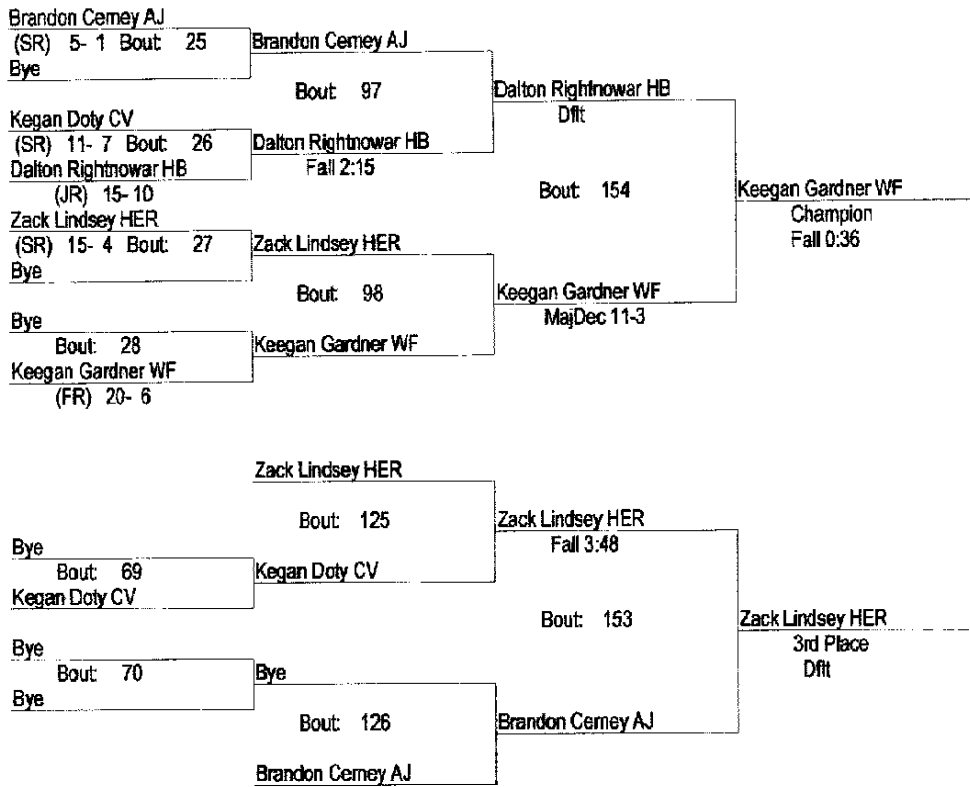 Brandon Cerney AJ
(SR) 5- 1 Bout: 25
Bye
Brandon Cerney AJ
Bout: 97
Kegan Doty CV
(SR) 11- 7 Bout: 26
Dalton Rightnowar HB
(JR) 15- 10
Dalton Rightnowar HB
Fall 2:15
Dalton Rightnowar HB
Dflt
Bout: 154
Zack Lindsey HER
(SR) 15- 4 Bout: 27
Bye
Zack Lindsey HER
Bout: 98
Bye
Bout: 28
Keegan Gardner WF
(FR) 20- 6
Keegan Gardner WF
Keegan Gardner WF
MajDec 11-3
Keegan Gardner WF
Champion
Fall 0:36
Zack Lindsey HER
Bout: 125
Bye
Bout: 69
Kegan Doty CV
Kegan Doty CV
Zack Lindsey HER
Fall 3:48
Bout: 153
Bye
Bout: 70
Bye
Bye
Bout: 126
Brandon Cerney AJ
Brandon Cerney AJ
Zack Lindsey HER
3rd Place
Dflt